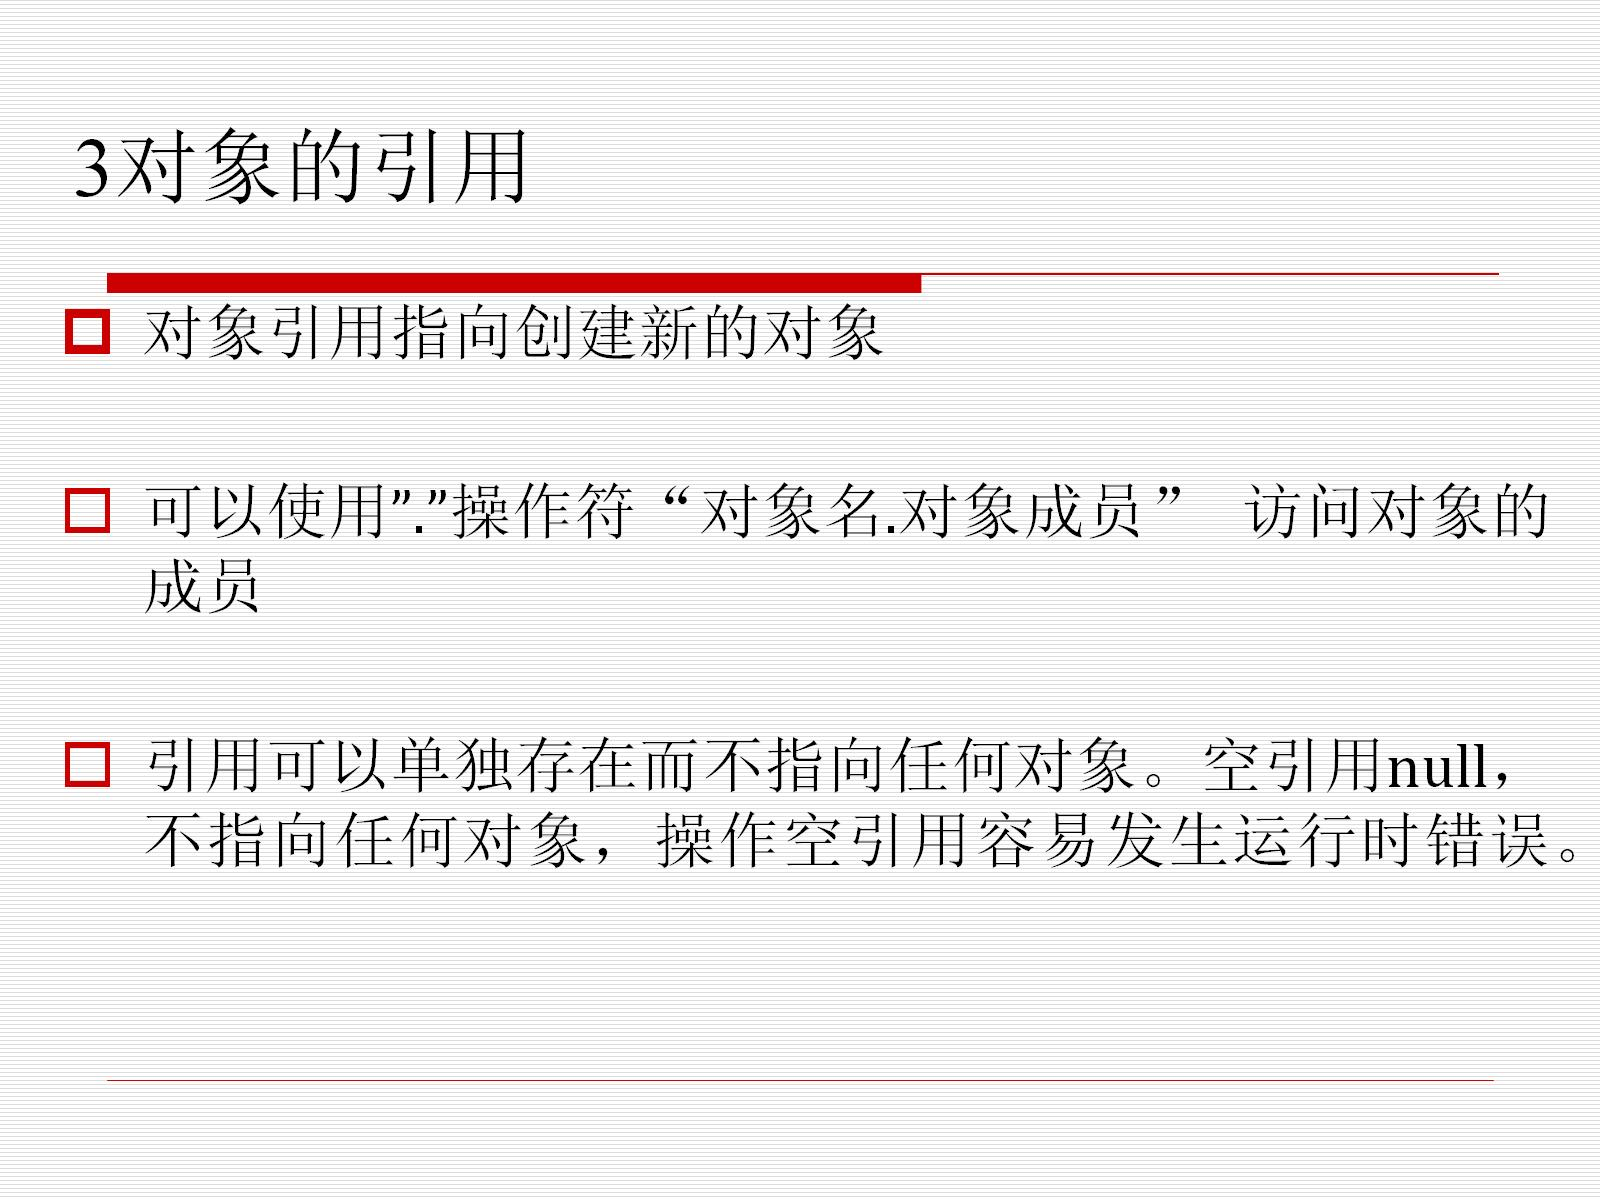 3对象的引用
对象引用指向创建新的对象
可以使用”.”操作符“对象名.对象成员” 访问对象的
成员
引用可以单独存在而不指向任何对象。空引用null，
不指向任何对象，操作空引用容易发生运行时错误。